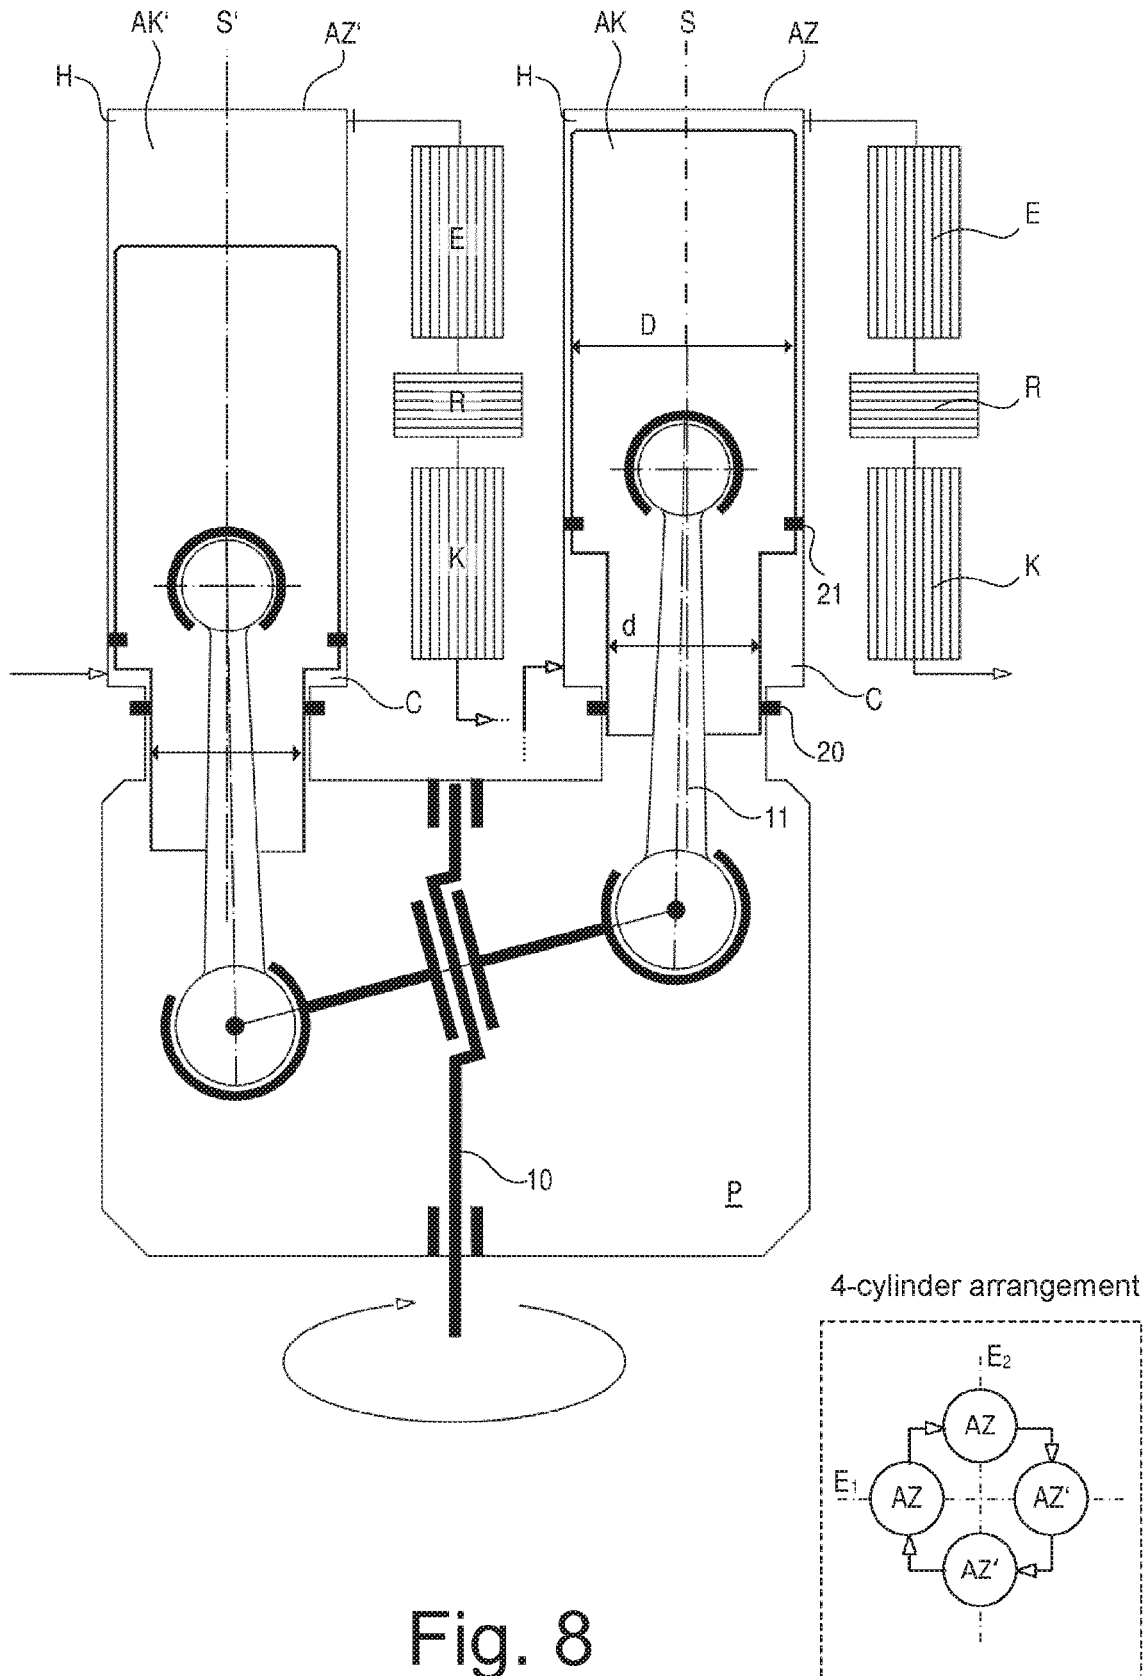 AK‘ S‘ AZ‘ AK S AZ
H H
E E
D
R R
K K
21
d
C C
20
11
10
P
4-cylinder arrangement
E2
AZ
E1 AZ AZ‘
AZ‘
Fig. 8